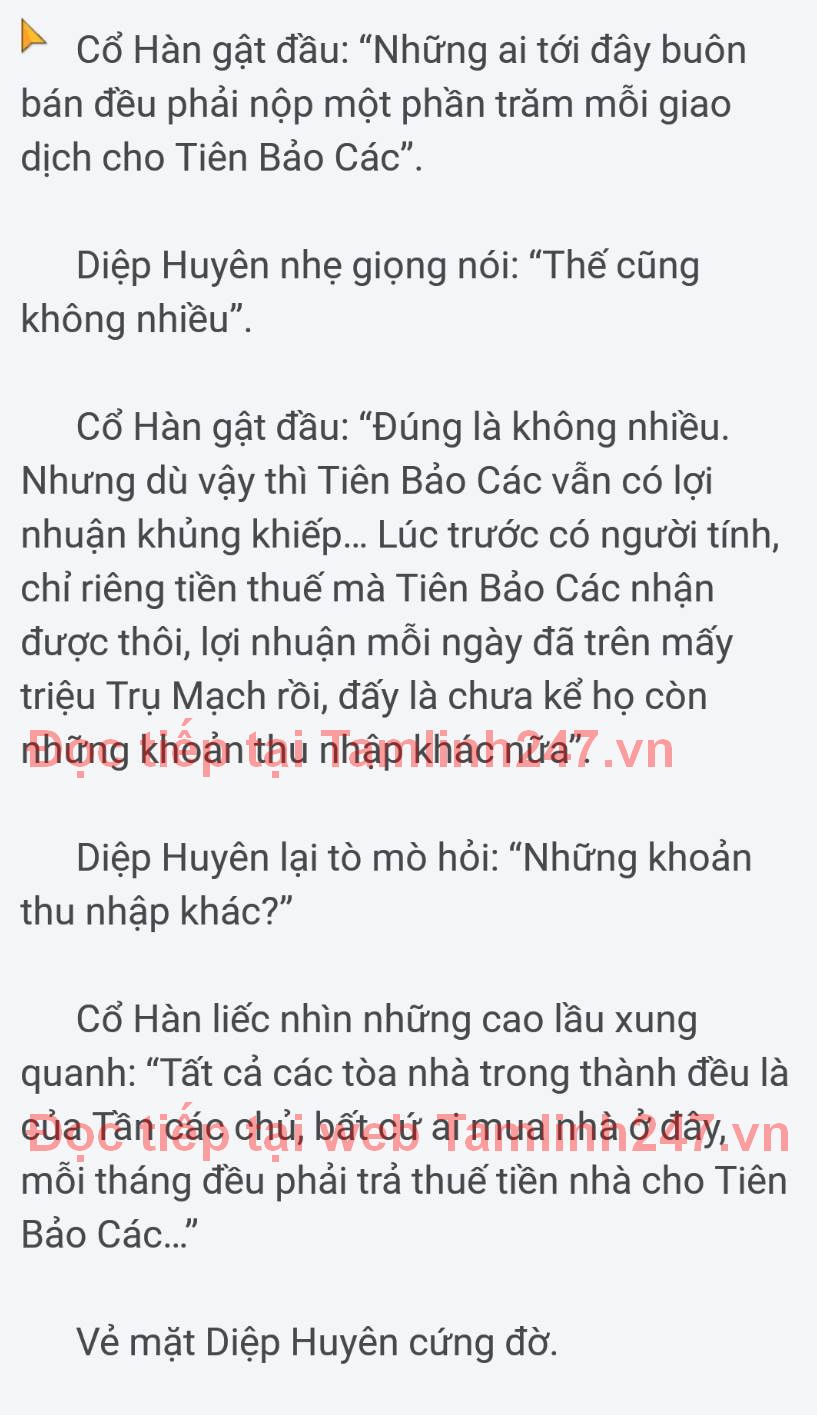 Cổ Hàn gật đầu: “Những ai tới đây buôn
bán đều phải nộp một phần trăm mỗi giao
dịch cho Tiên Bảo Các”.
Diệp Huyên nhẹ giọng nói: “Thế cũng
không nhiều”.
Cổ Hàn gật đầu: “Đúng là không nhiều.
Nhưng dù vậy thì Tiên Bảo Các vẫn có lợi
nhuận khủng khiếp... Lúc trước có người tính,
chỉ riêng tiền thuế mà Tiên Bảo Các nhận
được thôi, lợi nhuận mỗi ngày đã trên mấy
triệu Trụ Mạch rồi, đấy là chưa kể họ còn
những khoản thu nhập khác nữa”.
Đọc tiếp tại Tamlinh247.vn
Diệp Huyên lại tò mò hỏi: “Những khoản
thu nhập khác?”
Cổ Hàn liếc nhìn những cao lầu xung
quanh: “Tất cả các tòa nhà trong thành đều là
của Tần các chủ, bất cứ ai mua nhà ở đây,
Đọc tiếp tại web Tamlinh247.vn
mỗi tháng đều phải trả thuế tiền nhà cho Tiên
Bảo Các...”
Vẻ mặt Diệp Huyên cứng đờ.